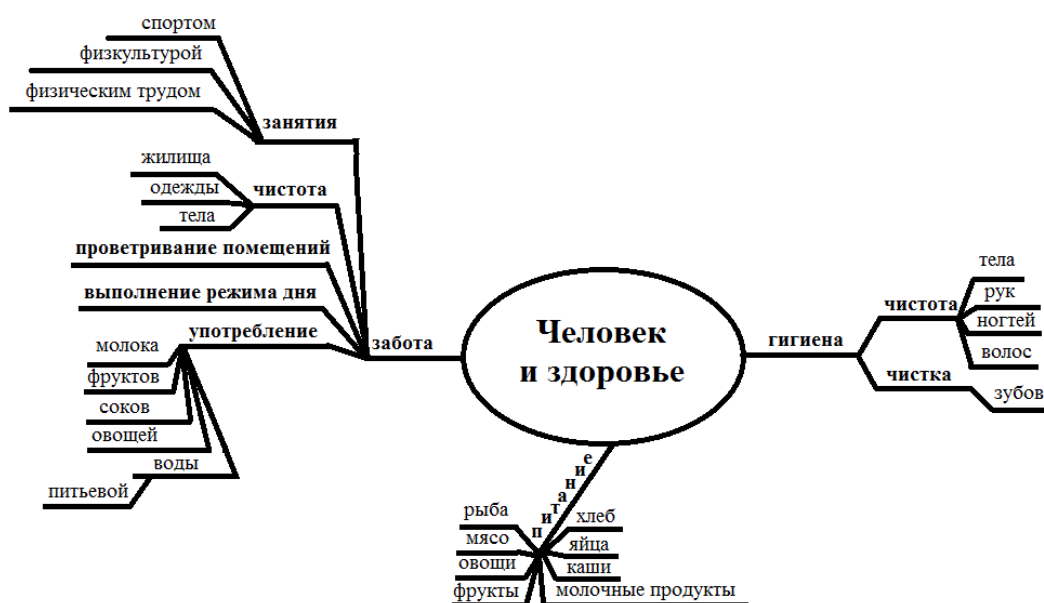 спортом
физкультурой
физическим трудом
занятия
жилища
одежды
тела
чистота
проветривание помещений
выполнение режима дня
употребление
молока
фруктов
соков
овощей
воды
питьевой
забота
Человек
и здоровье
гигиена
чистота
тела
рук
ногтей
волос
чистка
зубов
питание
рыба
мясо
овощи
фрукты
хлеб
яйца
каши
молочные продукты